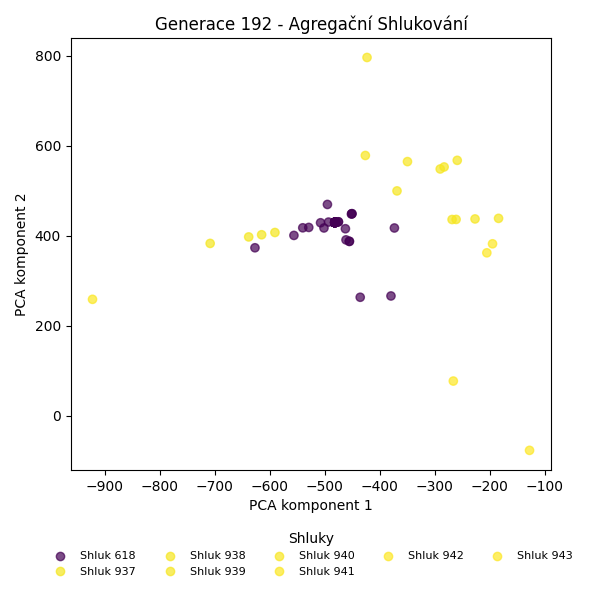 Generace 192 - Agregační Shlukování
800
600
400
200
0
PCA komponent 2
−900 −800 −700 −600 −500 −400 −300 −200 −100
PCA komponent 1
Shluky
Shluk 618 Shluk 938 Shluk 940 Shluk 942 Shluk 943
Shluk 937 Shluk 939 Shluk 941